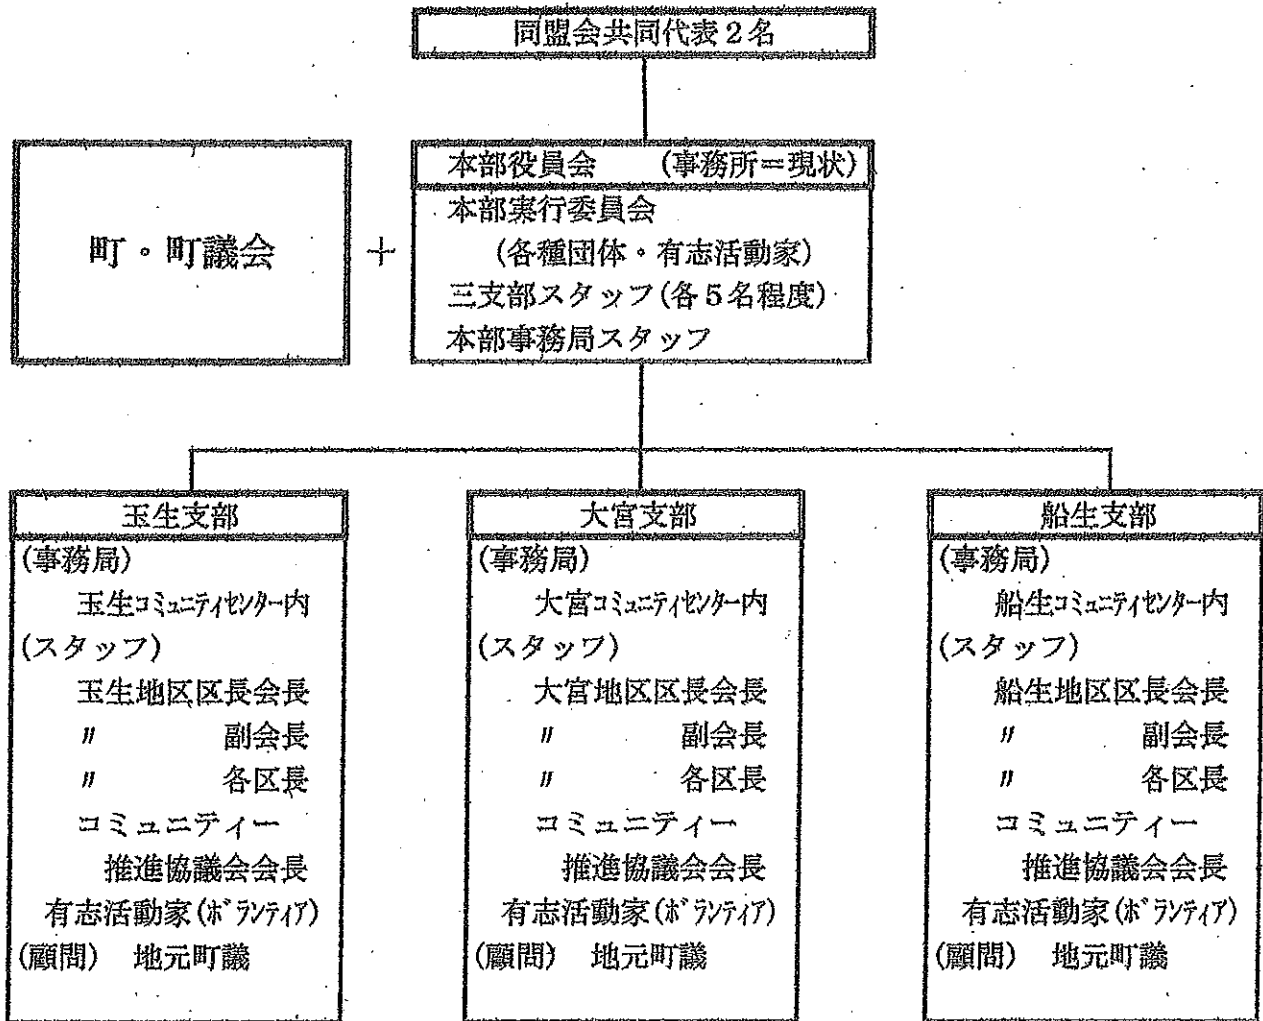 同盟会共同代表２名
町・町議会
＋
本部役員会　　(事務所＝現状)
本部実行委員会
(各種団体・有志活動家)
三支部スタッフ(各５名程度)
本部事務局スタッフ
玉生支部
(事務局)
玉生コミュニティセンター内
(スタッフ)
玉生地区区長会長
〃　　　副会長
〃　　　各区長
コミュニティー
推進協議会会長
有志活動家(ボランティア)
(顧問)　地元町議
大宮支部
(事務局)
大宮コミュニティセンター内
(スタッフ)
大宮地区区長会長
〃　　　副会長
〃　　　各区長
コミュニティー
推進協議会会長
有志活動家(ボランティア)
(顧問)　地元町議
船生支部
(事務局)
船生コミュニティセンター内
(スタッフ)
船生地区区長会長
〃　　　副会長
〃　　　各区長
コミュニティー
推進協議会会長
有志活動家(ボランティア)
(顧問)　地元町議